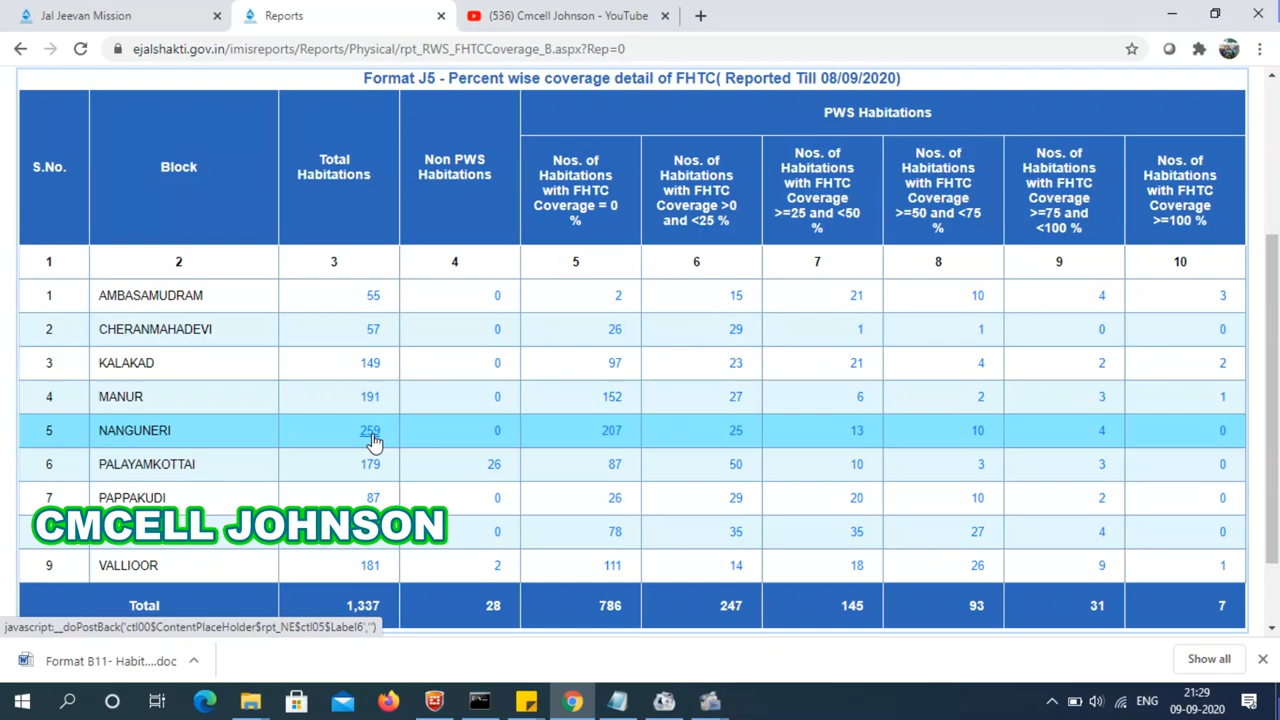 Jal Jeevan Mission
Reports
(536) Cmcell Johnson - YouTube
ejalshakti.gov.in/imisreports/Reports/Physical/rpt_RWS_FHTCCoverage_B.aspx?Rep=0
Format J5 - Percent wise coverage detail of FHTC( Reported Till 08/09/2020)
S.No.
Block
Total
Habitations
Non PWS
Habitations
PWS Habitations
Nos. of
Habitations
with FHTC
Coverage = 0
%
Nos. of
Habitations
with FHTC
Coverage >0
and <25 %
Nos. of
Habitations
with FHTC
Coverage
>=25 and <50
%
Nos. of
Habitations
with FHTC
Coverage
>=50 and <75
%
Nos. of
Habitations
with FHTC
Coverage
>=75 and
<100 %
Nos. of
Habitations
with FHTC
Coverage
>=100 %
1 2 3 4 5 6 7 8 9 10
1 AMBASAMUDRAM 55 0 2 15 21 10 4 3
2 CHERANMAHADEVI 57 0 26 29 1 1 0 0
3 KALAKAD 149 0 97 23 21 4 2 2
4 MANUR 191 0 152 27 6 2 3 1
5 NANGUNERI 259 0 207 25 13 10 4 0
6 PALAYAMKOTTAI 179 26 87 50 10 3 3 0
7 PAPPAKUDI 87 0 26 29 20 10 2 0
CMCELL JOHNSON
0 78 35 35 27 4 0
9 VALLIOOR 181 2 111 14 18 26 9 1
Total 1,337 28 786 247 145 93 31 7
javascript:__doPostBack('ctl00$ContentPlaceHolder$rpt_NE$ctl05$Label6','')
Format B11- Habit....doc
Show all
ENG
21:29
09-09-2020